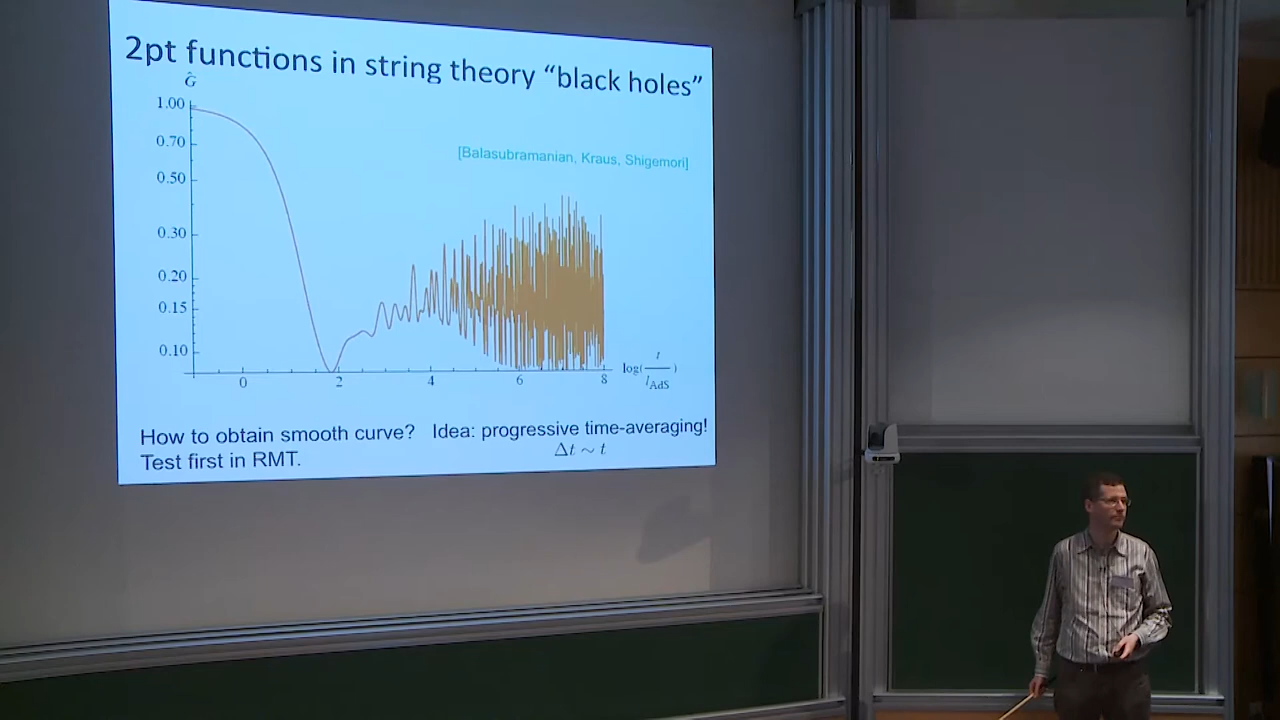 2pt functions in string theory “black holes”
Ĝ
1.00
0.70
0.50
0.30
0.20
0.15
0.10
[Balasubramanian, Kraus, Shigemori]
0 2 4 6 8
log(t/l_AdS)
How to obtain smooth curve? Idea: progressive time-averaging!
Δt ~ t
Test first in RMT.